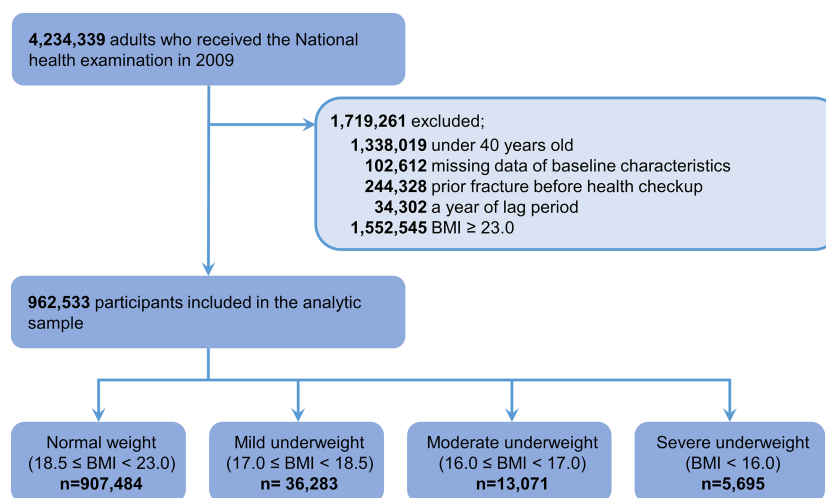 4,234,339 adults who received the National
health examination in 2009
1,719,261 excluded;
1,338,019 under 40 years old
102,612 missing data of baseline characteristics
244,328 prior fracture before health checkup
34,302 a year of lag period
1,552,545 BMI ≥ 23.0
962,533 participants included in the analytic
sample
Normal weight
(18.5 ≤ BMI < 23.0)
n=907,484
Mild underweight
(17.0 ≤ BMI < 18.5)
n= 36,283
Moderate underweight
(16.0 ≤ BMI < 17.0)
n=13,071
Severe underweight
(BMI < 16.0)
n=5,695